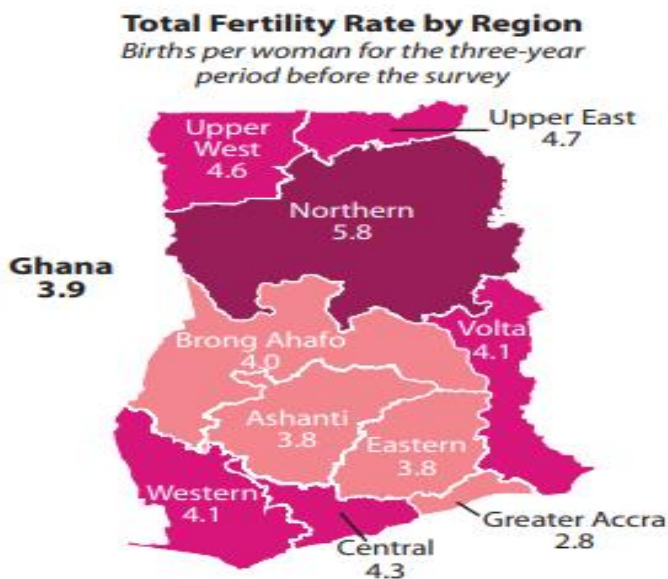 Total Fertility Rate by Region
Births per woman for the three-year
period before the survey
Upper
West
4.6
Upper East
4.7
Northern
5.8
Ghana
3.9
Brong Ahafo
4.0
Volta
4.1
Ashanti
3.8
Eastern
3.8
Western
4.1
Central
4.3
Greater Accra
2.8